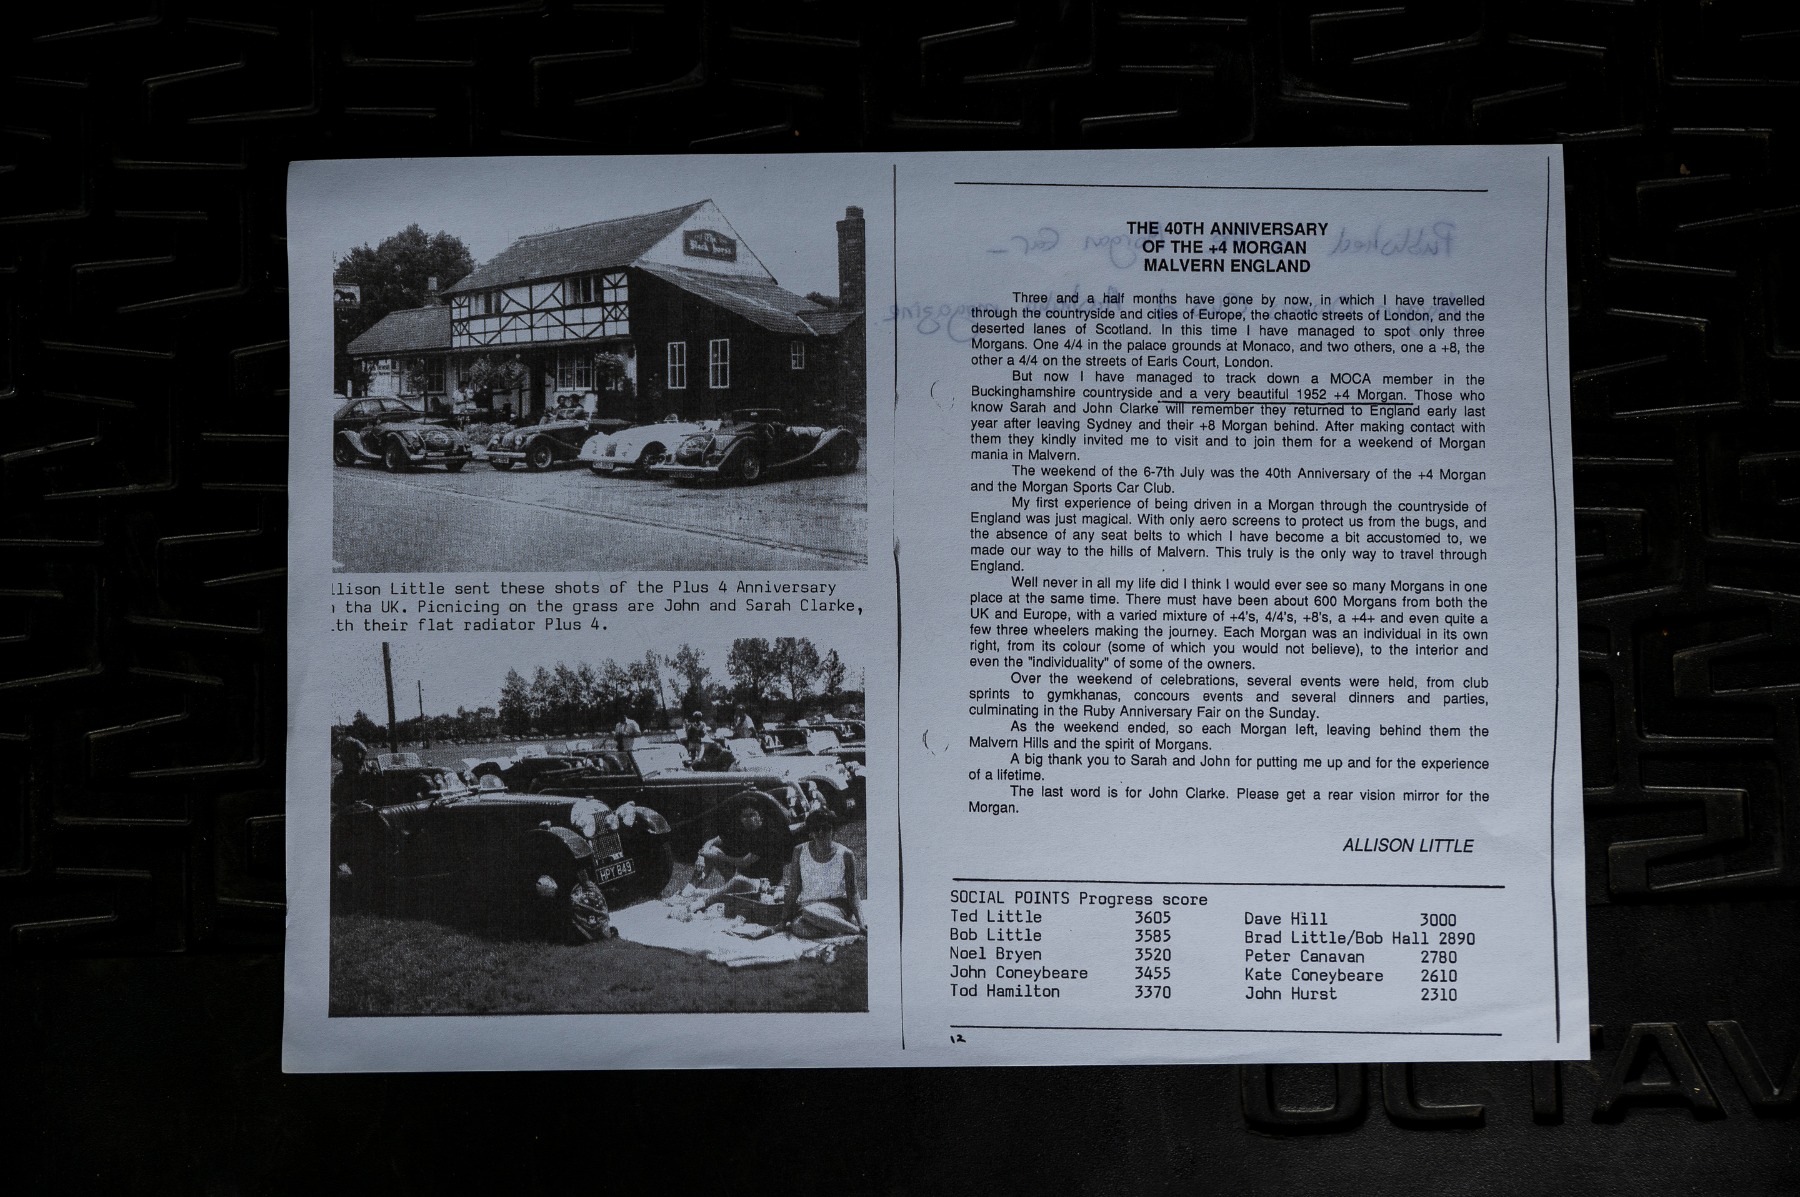 The
Black horse
llison Little sent these shots of the Plus 4 Anniversary
tha UK. Picnicing on the grass are John and Sarah Clarke,
th their flat radiator Plus 4.
HPY 849
THE 40TH ANNIVERSARY
OF THE +4 MORGAN
MALVERN ENGLAND
Published
Morgan Car
magazine.
Three and a half months have gone by now, in which I have travelled
through the countryside and cities of Europe, the chaotic streets of London, and the
deserted lanes of Scotland. In this time I have managed to spot only three
Morgans. One 4/4 in the palace grounds at Monaco, and two others, one a +8, the
other a 4/4 on the streets of Earls Court, London.
But now I have managed to track down a MOCA member in the
Buckinghamshire countryside and a very beautiful 1952 +4 Morgan. Those who
know Sarah and John Clarke will remember they returned to England early last
year after leaving Sydney and their +8 Morgan behind. After making contact with
them they kindly invited me to visit and to join them for a weekend of Morgan
mania in Malvern.
The weekend of the 6-7th July was the 40th Anniversary of the +4 Morgan
and the Morgan Sports Car Club.
My first experience of being driven in a Morgan through the countryside of
England was just magical. With only aero screens to protect us from the bugs, and
the absence of any seat belts to which I have become a bit accustomed to, we
made our way to the hills of Malvern. This truly is the only way to travel through
England.
Well never in all my life did I think I would ever see so many Morgans in one
place at the same time. There must have been about 600 Morgans from both the
UK and Europe, with a varied mixture of +4's, 4/4's, +8's, a +4+ and even quite a
few three wheelers making the journey. Each Morgan was an individual in its own
right, from its colour (some of which you would not believe), to the interior and
even the "individuality" of some of the owners.
Over the weekend of celebrations, several events were held, from club
sprints to gymkhanas, concours events and several dinners and parties,
culminating in the Ruby Anniversary Fair on the Sunday.
As the weekend ended, so each Morgan left, leaving behind them the
Malvern Hills and the spirit of Morgans.
A big thank you to Sarah and John for putting me up and for the experience
of a lifetime.
The last word is for John Clarke. Please get a rear vision mirror for the
Morgan.
ALLISON LITTLE
SOCIAL POINTS Progress score
Ted Little 3605 Dave Hill 3000
Bob Little 3585 Brad Little/Bob Hall 2890
Noel Bryen 3520 Peter Canavan 2780
John Coneybeare 3455 Kate Coneybeare 2610
Tod Hamilton 3370 John Hurst 2310
12
OCTAV